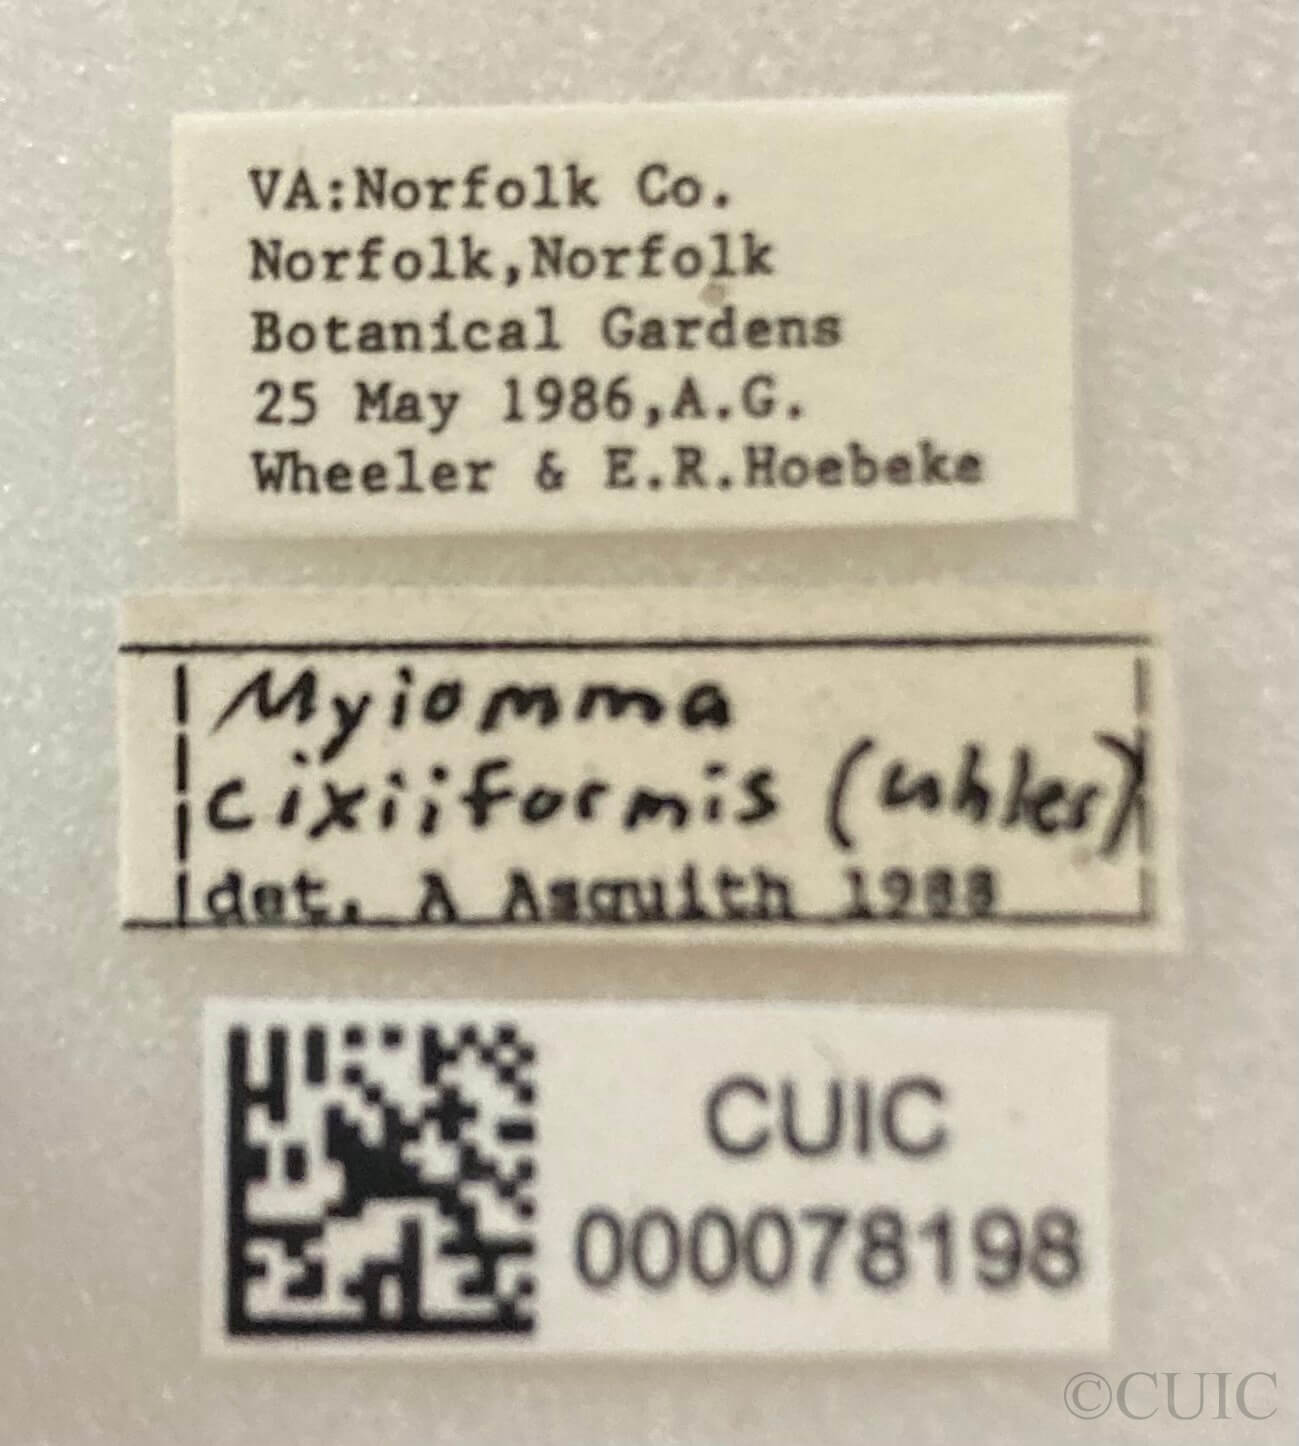 VA:Norfolk Co.
Norfolk,Norfolk
Botanical Gardens
25 May 1986,A.G.
Wheeler & E.R.Hoebeke
Myiomma
cixiiformis (Uhler)
det. A Asquith 1988
CUIC
000078198
©CUIC